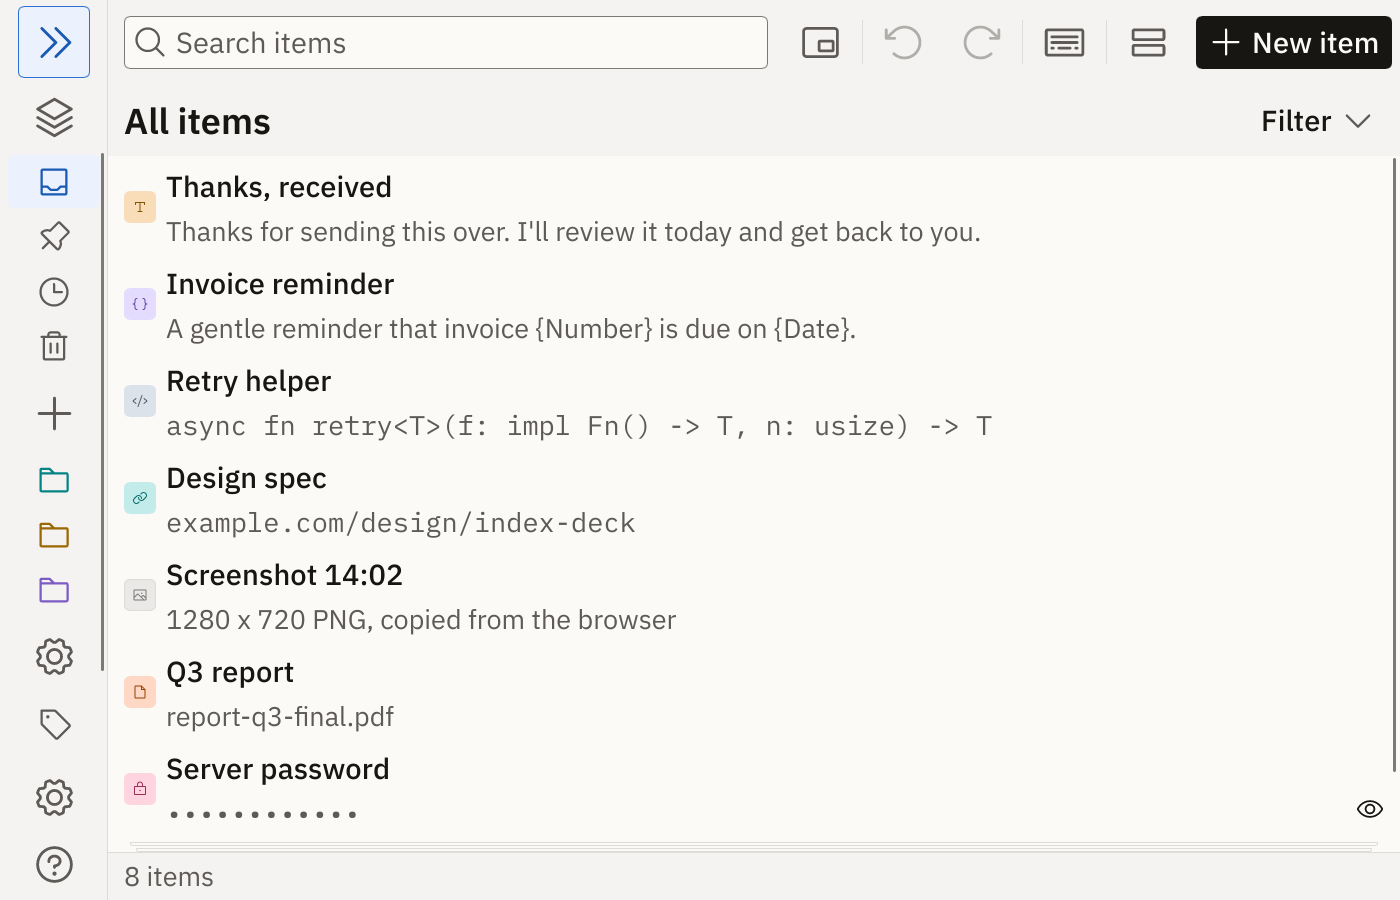 Search items
New item
All items
Filter
Thanks, received
Thanks for sending this over. I'll review it today and get back to you.
Invoice reminder
A gentle reminder that invoice {Number} is due on {Date}.
Retry helper
async fn retry<T>(f: impl Fn() -> T, n: usize) -> T
Design spec
example.com/design/index-deck
Screenshot 14:02
1280 x 720 PNG, copied from the browser
Q3 report
report-q3-final.pdf
Server password
••••••••••••
8 items